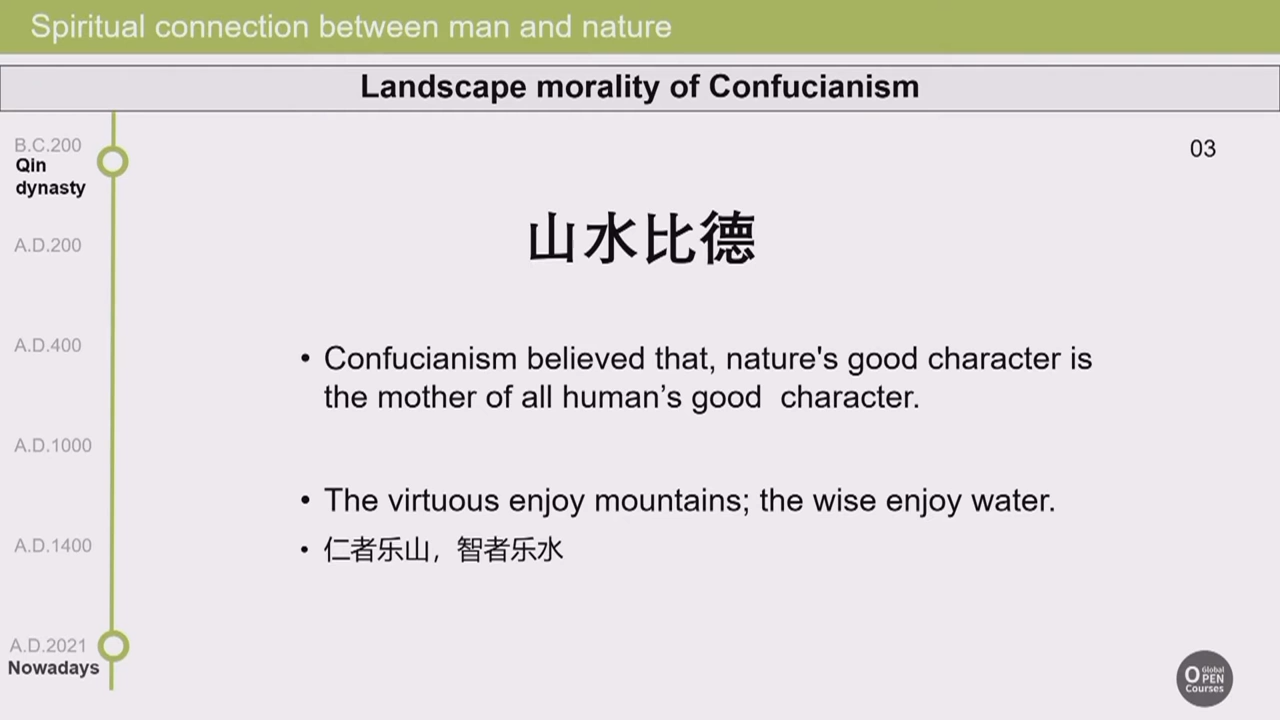 Spiritual connection between man and nature
Landscape morality of Confucianism
B.C.200
Qin
dynasty
A.D.200
A.D.400
A.D.1000
A.D.1400
A.D.2021
Nowadays
03
山水比德
• Confucianism believed that, nature's good character is
the mother of all human’s good  character.
• The virtuous enjoy mountains; the wise enjoy water.
• 仁者乐山，智者乐水
Global
OPEN
Courses